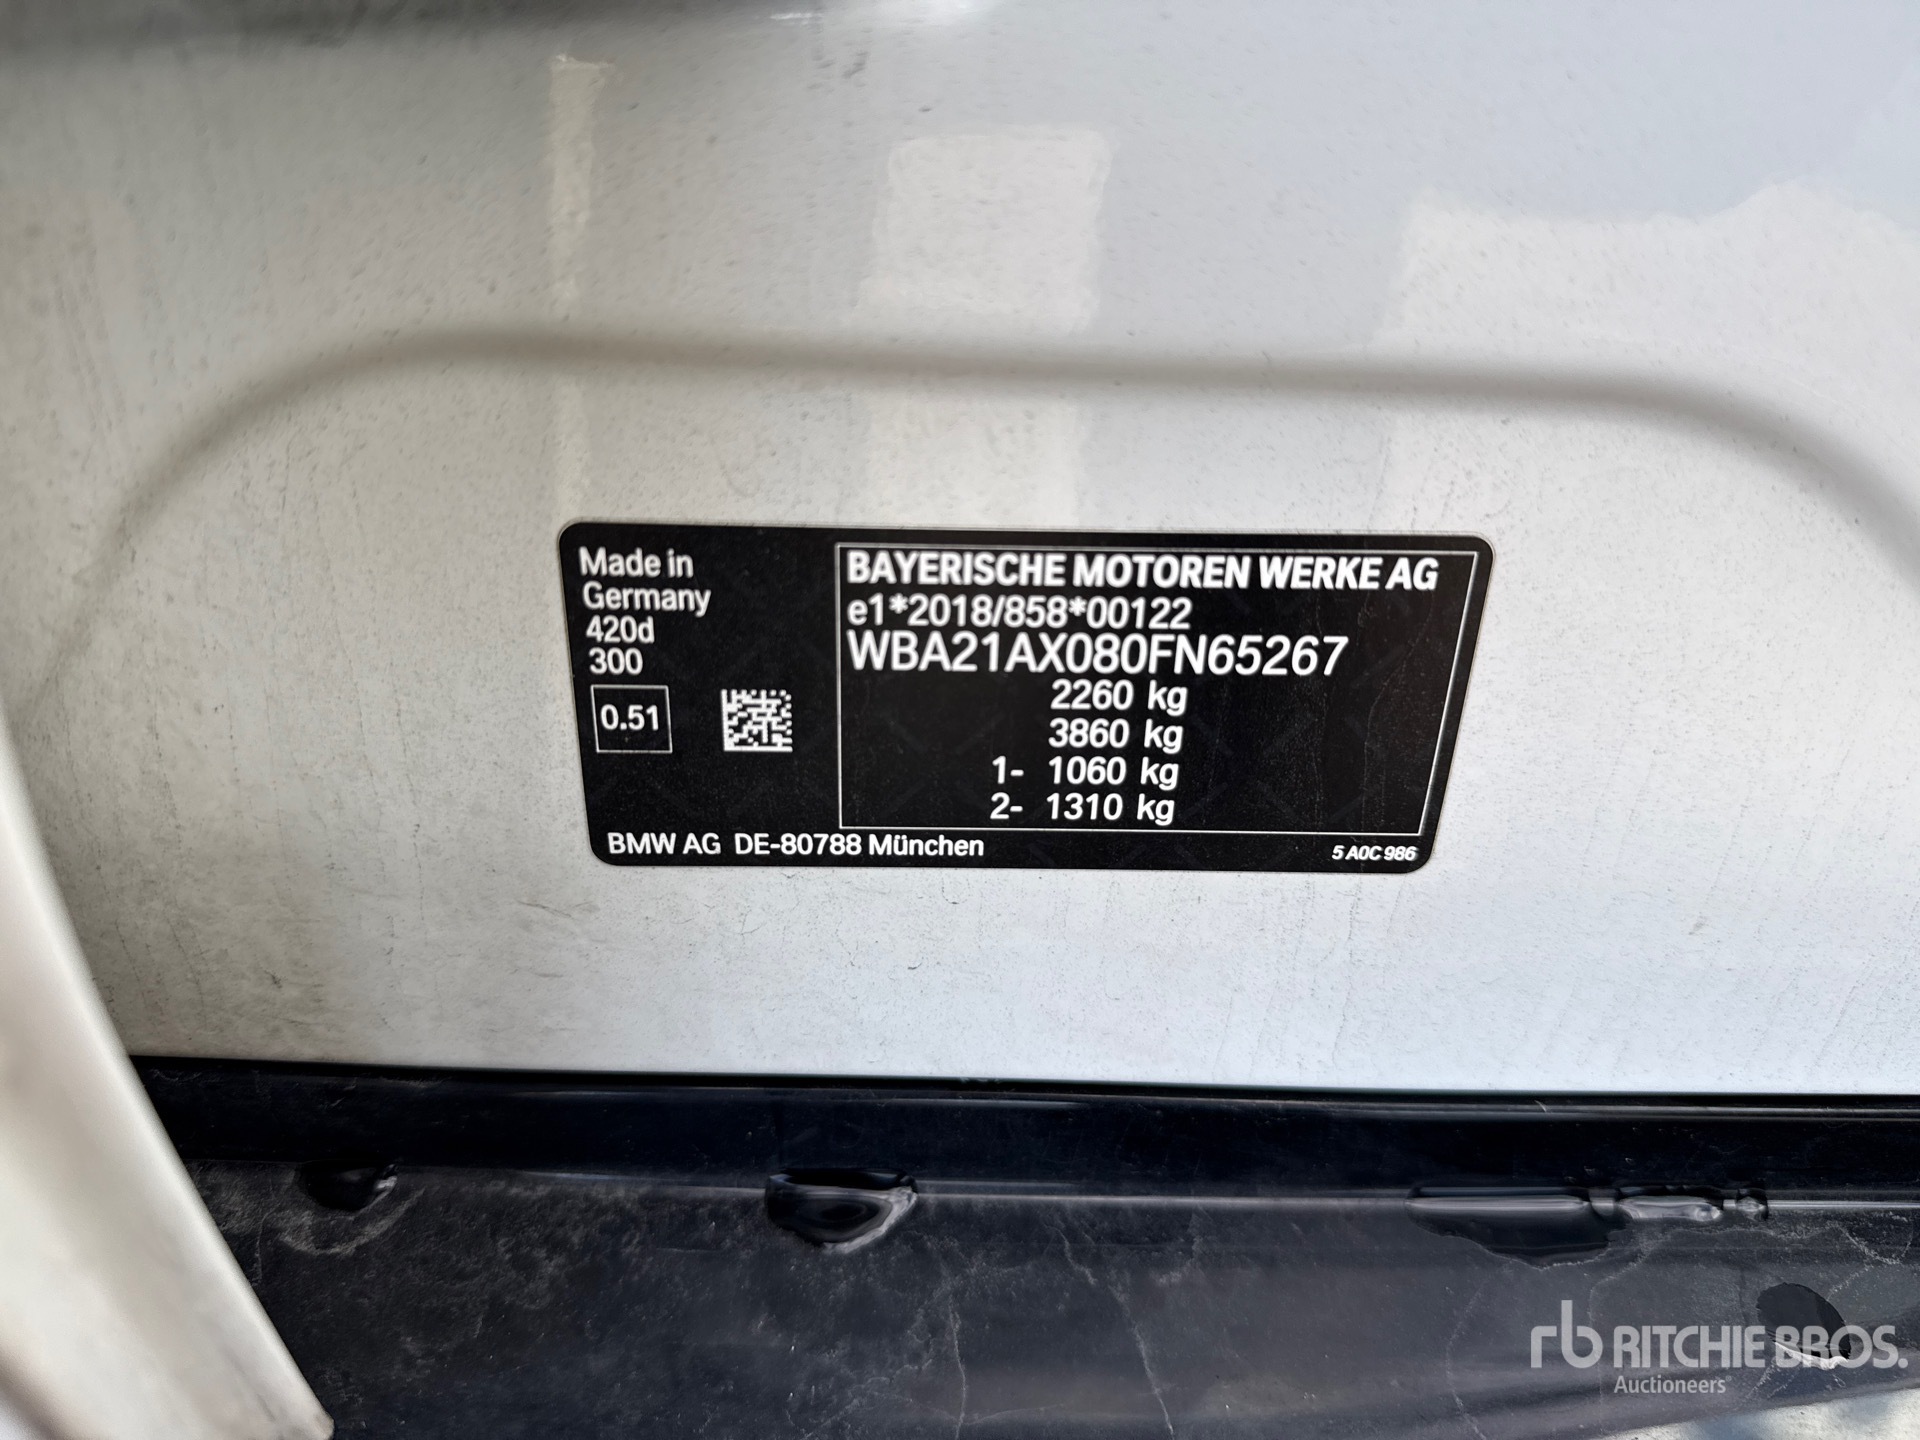 Made in
Germany
420d
300
0.51
BAYERISCHE MOTOREN WERKE AG
e1*2018/858*00122
WBA21AX080FN65267
2260 kg
3860 kg
1- 1060 kg
2- 1310 kg
BMW AG DE-80788 München
5 A0C 986
rb RITCHIE BROS.
Auctioneers